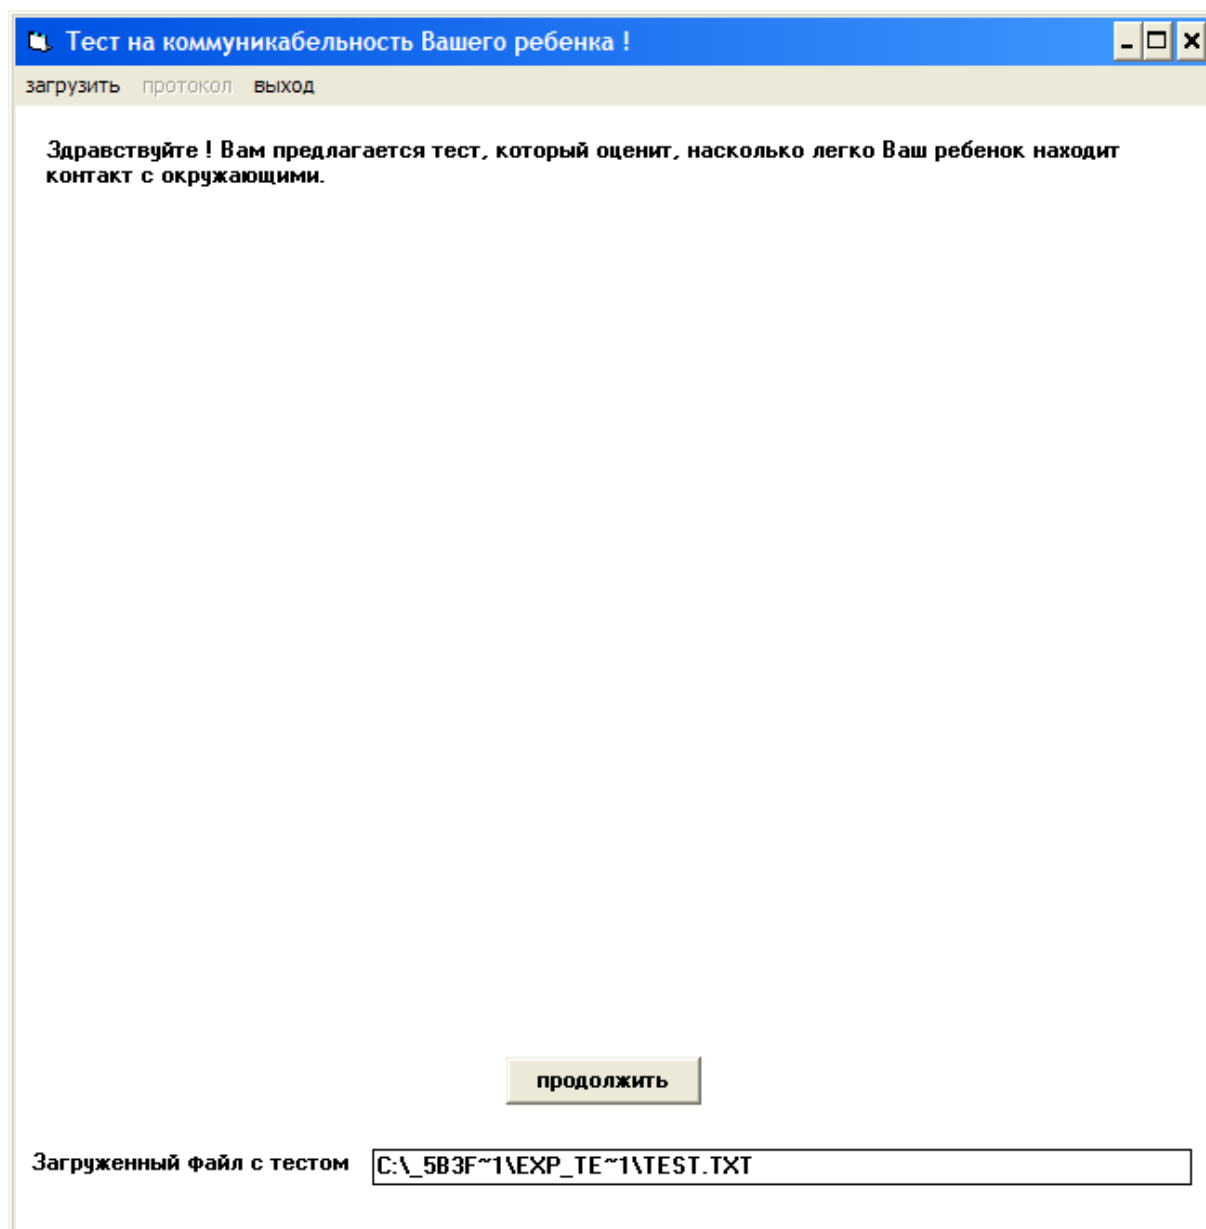 Тест на коммуникабельность Вашего ребенка !
загрузить протокол выход
Здравствуйте ! Вам предлагается тест, который оценит, насколько легко Ваш ребенок находит
контакт с окружающими.
продолжить
Загруженный файл с тестом C:\_5B3F~1\EXP_TE~1\TEST.TXT